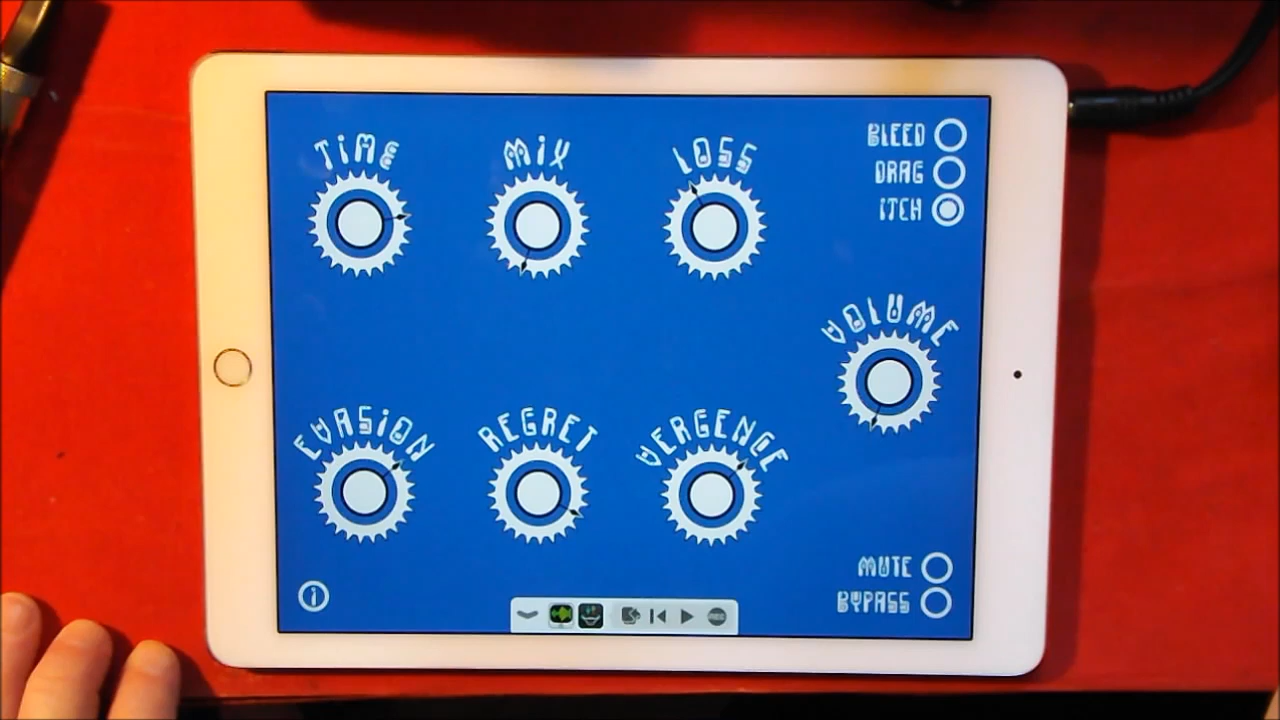 TiME
MiX
LOSS
BLEED
DRAG
ITCH
VOLUME
EVASiON
REGRET
VERGENCE
MUTE
BYPASS
i